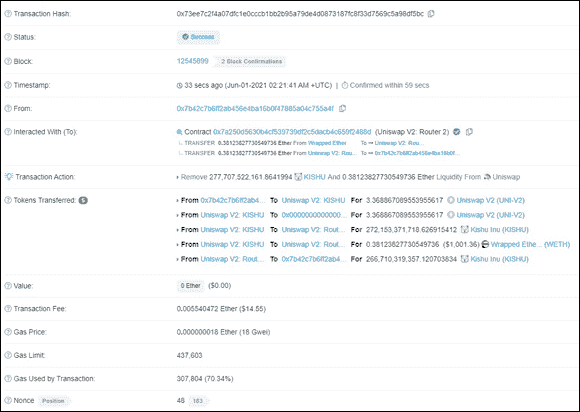 Transaction Hash: 0x73ee7c2f4a07dfc1e0cccb1bb2b95a79de4d0873187fc8f33d7569c5a98df5bc
Status: Success
Block: 12545899 2 Block Confirmations
Timestamp: 33 secs ago (Jun-01-2021 02:21:41 AM +UTC) | Confirmed within 59 secs
From: 0x7b42c7b6ff2ab456e4ba16b0f47885a04c755a4f
Interacted With (To): Contract 0x7a250d5630b4cf539739df2c5dacb4c659f2488d (Uniswap V2: Router 2)
TRANSFER 0.38123827730549736 Ether From Wrapped Ether To → Uniswap V2: Rou...
TRANSFER 0.38123827730549736 Ether From Uniswap V2: Rou... To → 0x7b42c7b6ff2ab456e4ba16b0f...
Transaction Action: Remove 277,707,522,161.8641994 KISHU And 0.38123827730549736 Ether Liquidity From Uniswap
Tokens Transferred: 5
From 0x7b42c7b6ff2ab4... To Uniswap V2: KISHU For 3.368867089553955617 Uniswap V2 (UNI-V2)
From Uniswap V2: KISHU To 0x0000000000000... For 3.368867089553955617 Uniswap V2 (UNI-V2)
From Uniswap V2: KISHU To Uniswap V2: Rout... For 272,153,371,718.626915412 Kishu Inu (KISHU)
From Uniswap V2: KISHU To Uniswap V2: Rout... For 0.38123827730549736 ($1,001.36) Wrapped Ethe... (WETH)
From Uniswap V2: Rout... To 0x7b42c7b6ff2ab4... For 266,710,319,357.120703834 Kishu Inu (KISHU)
Value: 0 Ether ($0.00)
Transaction Fee: 0.005540472 Ether ($14.55)
Gas Price: 0.000000018 Ether (18 Gwei)
Gas Limit: 437,603
Gas Used by Transaction: 307,804 (70.34%)
Nonce Position 48 163